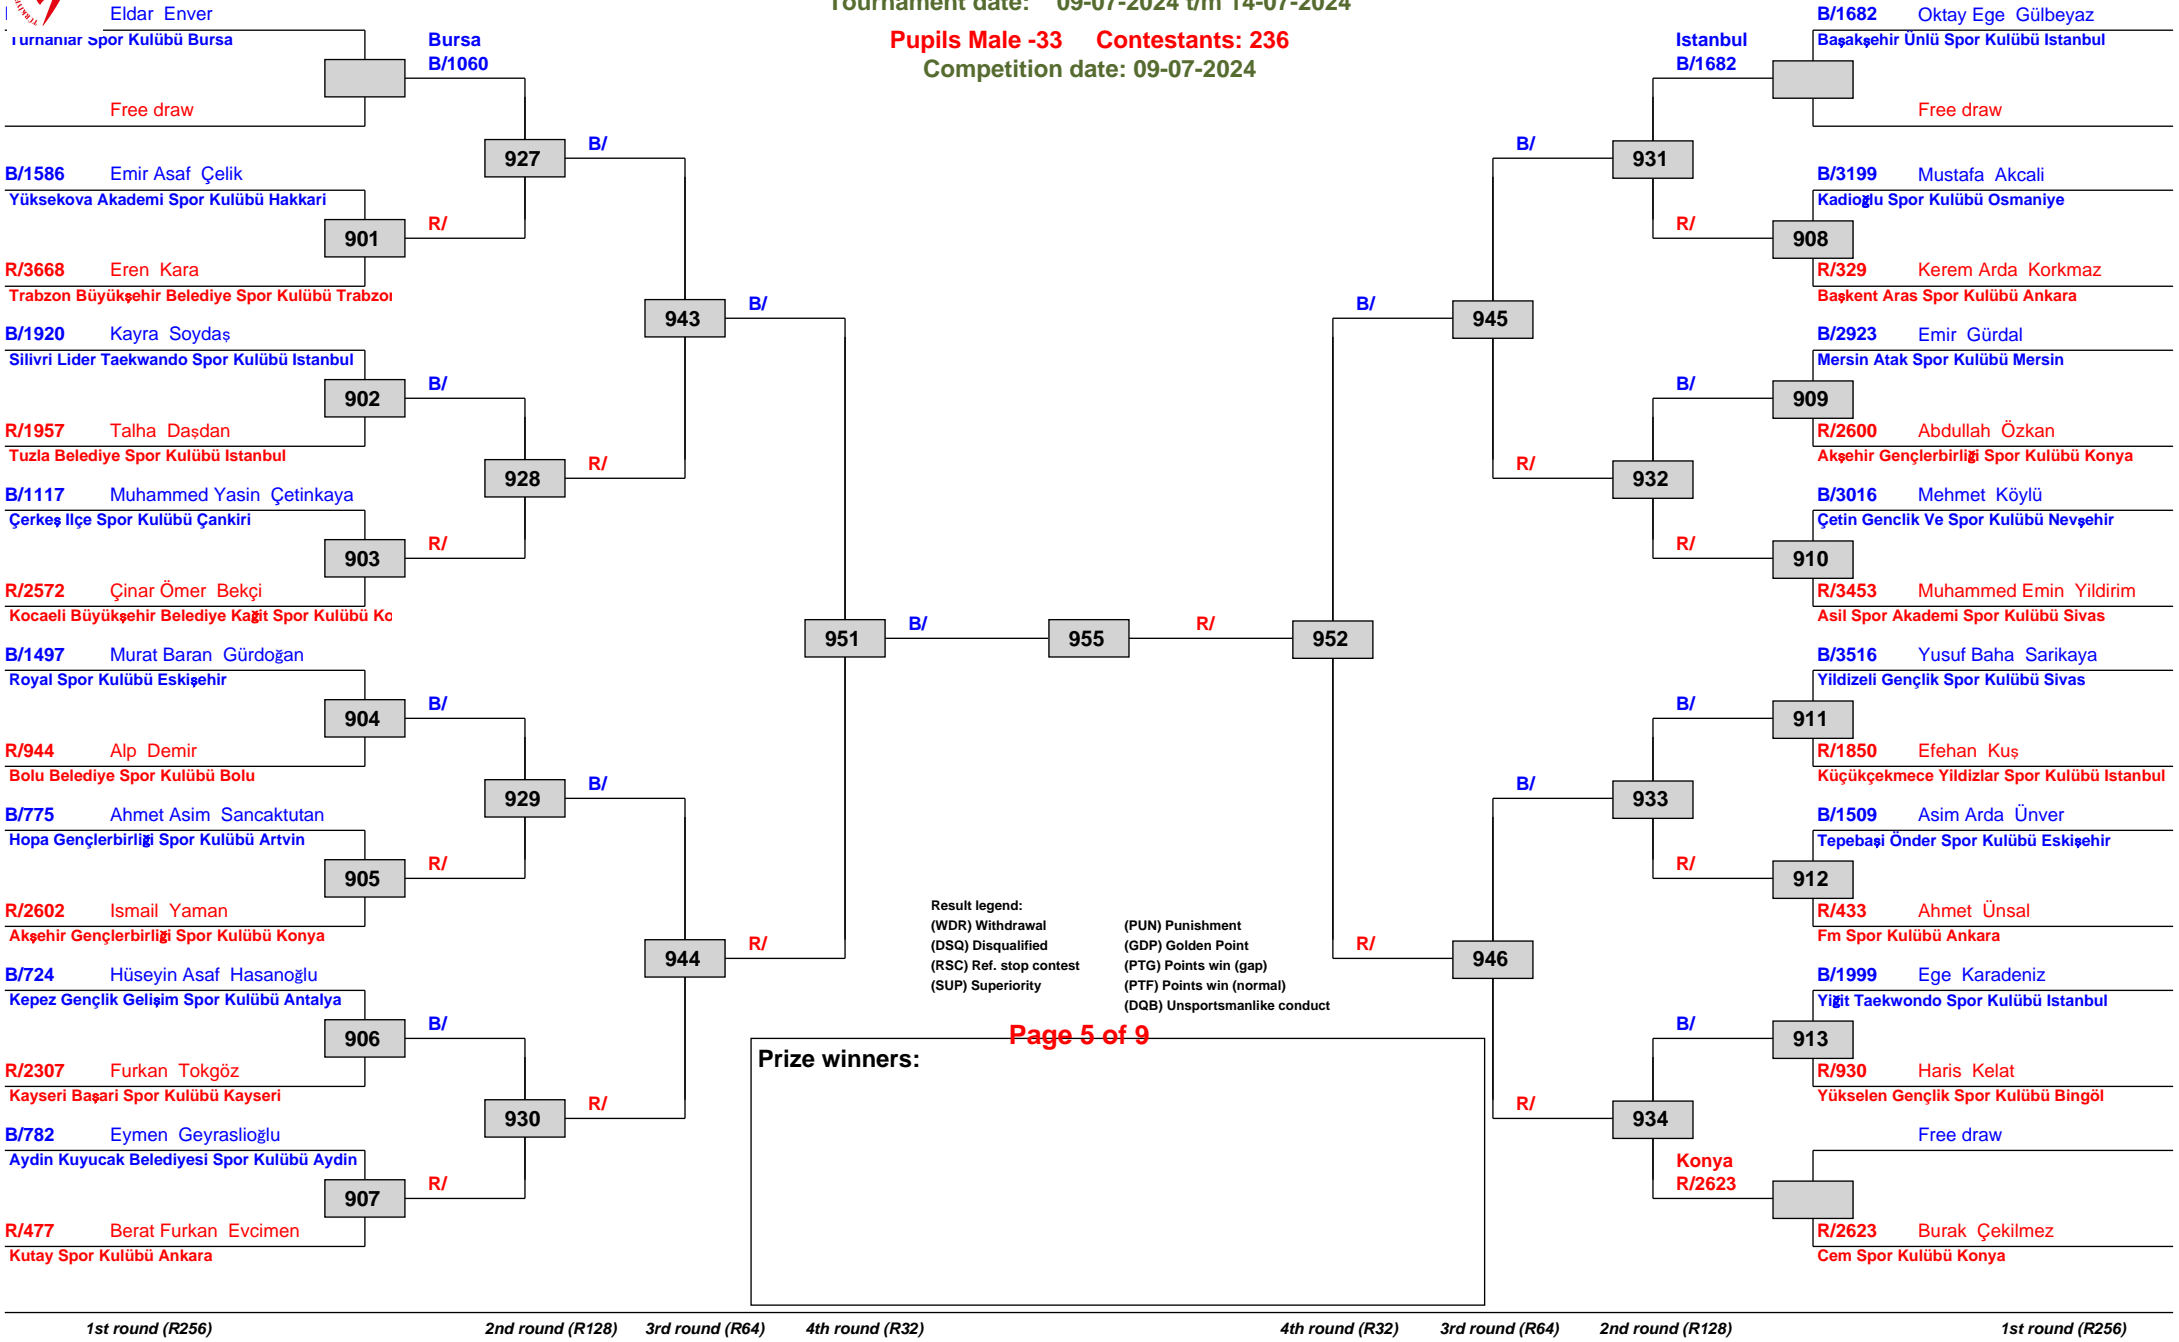 Tournament date: 09-07-2024 t/m 14-07-2024
Pupils Male -33 Contestants: 236
Competition date: 09-07-2024
Eldar Enver
Turhanlar Spor Kulübü Bursa
Free draw
Bursa
B/1060
B/1586 Emir Asaf Çelik
Yüksekova Akademi Spor Kulübü Hakkari
901
R/3668 Eren Kara
Trabzon Büyükşehir Belediye Spor Kulübü Trabzon
R/
927
B/
B/1920 Kayra Soydaş
Silivri Lider Taekwando Spor Kulübü Istanbul
902
R/1957 Talha Daşdan
Tuzla Belediye Spor Kulübü Istanbul
B/
B/1117 Muhammed Yasin Çetinkaya
Çerkeş Ilçe Spor Kulübü Çankiri
903
R/2572 Çinar Ömer Bekçi
Kocaeli Büyükşehir Belediye Kağit Spor Kulübü Ko
R/
928
R/
943
B/
B/1497 Murat Baran Gürdoğan
Royal Spor Kulübü Eskişehir
904
R/944 Alp Demir
Bolu Belediye Spor Kulübü Bolu
B/
B/775 Ahmet Asim Sancaktutan
Hopa Gençlerbirliği Spor Kulübü Artvin
905
R/2602 Ismail Yaman
Akşehir Gençlerbirliği Spor Kulübü Konya
R/
929
B/
B/724 Hüseyin Asaf Hasanoğlu
Kepez Gençlik Gelişim Spor Kulübü Antalya
906
R/2307 Furkan Tokgöz
Kayseri Başari Spor Kulübü Kayseri
B/
B/782 Eymen Geyraslioğlu
Aydin Kuyucak Belediyesi Spor Kulübü Aydin
907
R/477 Berat Furkan Evcimen
Kutay Spor Kulübü Ankara
R/
930
R/
944
R/
951
B/
955
R/
952
B/
945
B/
931
Istanbul
B/1682
B/1682 Oktay Ege Gülbeyaz
Başakşehir Ünlü Spor Kulübü Istanbul
Free draw
R/
B/3199 Mustafa Akcali
Kadioğlu Spor Kulübü Osmaniye
908
R/329 Kerem Arda Korkmaz
Başkent Aras Spor Kulübü Ankara
R/
932
B/
B/2923 Emir Gürdal
Mersin Atak Spor Kulübü Mersin
909
R/2600 Abdullah Özkan
Akşehir Gençlerbirliği Spor Kulübü Konya
R/
B/3016 Mehmet Köylü
Çetin Genclik Ve Spor Kulübü Nevşehir
910
R/3453 Muhammed Emin Yildirim
Asil Spor Akademi Spor Kulübü Sivas
R/
946
B/
933
B/
B/3516 Yusuf Baha Sarikaya
Yildizeli Gençlik Spor Kulübü Sivas
911
R/1850 Efehan Kuş
Küçükçekmece Yildizlar Spor Kulübü Istanbul
R/
B/1509 Asim Arda Ünver
Tepebaşi Önder Spor Kulübü Eskişehir
912
R/433 Ahmet Ünsal
Fm Spor Kulübü Ankara
R/
934
B/
B/1999 Ege Karadeniz
Yiğit Taekwondo Spor Kulübü Istanbul
913
R/930 Haris Kelat
Yükselen Gençlik Spor Kulübü Bingöl
Konya
R/2623
Free draw
R/2623 Burak Çekilmez
Cem Spor Kulübü Konya
Result legend:
(WDR) Withdrawal (PUN) Punishment
(DSQ) Disqualified (GDP) Golden Point
(RSC) Ref. stop contest (PTG) Points win (gap)
(SUP) Superiority (PTF) Points win (normal)
(DQB) Unsportsmanlike conduct
Page 5 of 9
Prize winners:
1st round (R256) 2nd round (R128) 3rd round (R64) 4th round (R32) 4th round (R32) 3rd round (R64) 2nd round (R128) 1st round (R256)